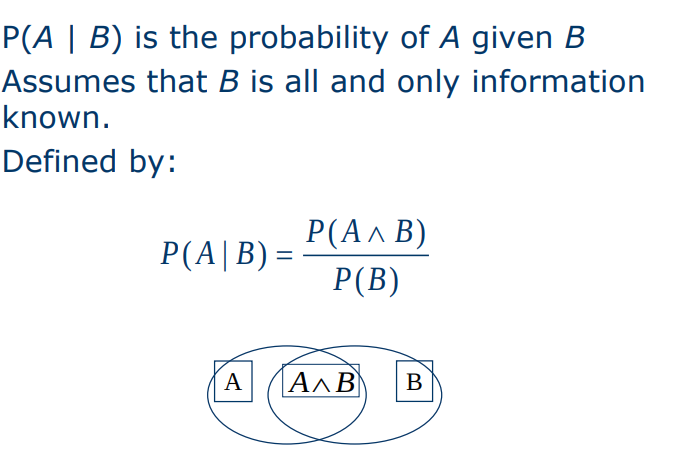 P(A | B) is the probability of A given B
Assumes that B is all and only information
known.
Defined by:
P(A | B) = P(A ∧ B) / P(B)
A A∧B B